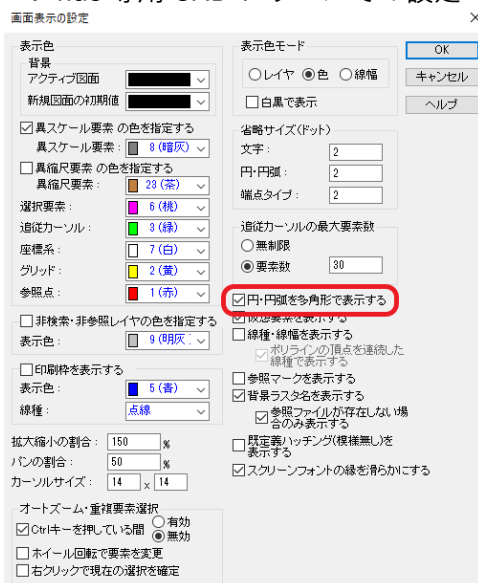 画面表示の設定
表示色
背景
アクティブ図面
新規図面の初期値
異スケール要素 の色を指定する
異スケール要素： 8 (暗灰)
異縮尺要素 の色を指定する
異縮尺要素： 23 (茶)
選択要素： 6 (桃)
追従カーソル： 3 (緑)
座標系： 7 (白)
グリッド： 2 (黄)
参照点： 1 (赤)
非検索・非参照レイヤの色を指定する
表示色： 9 (明灰
印刷枠を表示する
表示色： 5 (青)
線種： 点線
拡大縮小の割合： 150 %
パンの割合： 50 %
カーソルサイズ： 14 x 14
オートズーム・重複要素選択
Ctrlキーを押している間
有効
無効
ホイール回転で要素を変更
右クリックで現在の選択を確定
表示色モード
レイヤ 色 線幅
白黒で表示
省略サイズ(ドット)
文字： 2
円・円弧： 2
端点タイプ： 2
追従カーソルの最大要素数
無制限
要素数 30
円・円弧を多角形で表示する
仮想要素を表示する
線種・線幅を表示する
ポリラインの頂点を連続した
線種で表示する
参照マークを表示する
背景ラスタ名を表示する
参照ファイルが存在しない場
合のみ表示する
既定義ハッチング(模様無し)を
表示する
スクリーンフォントの縁を滑らかにする
OK
キャンセル
ヘルプ